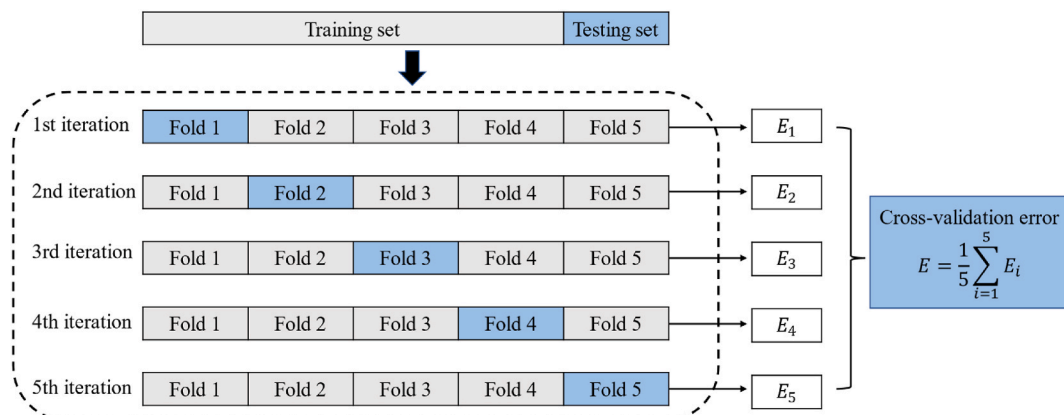 Training set Testing set
1st iteration Fold 1 Fold 2 Fold 3 Fold 4 Fold 5 E₁
2nd iteration Fold 1 Fold 2 Fold 3 Fold 4 Fold 5 E₂
Cross-validation error
E = 1/5 ∑_{i=1}^{5} E_i
3rd iteration Fold 1 Fold 2 Fold 3 Fold 4 Fold 5 E₃
4th iteration Fold 1 Fold 2 Fold 3 Fold 4 Fold 5 E₄
5th iteration Fold 1 Fold 2 Fold 3 Fold 4 Fold 5 E₅